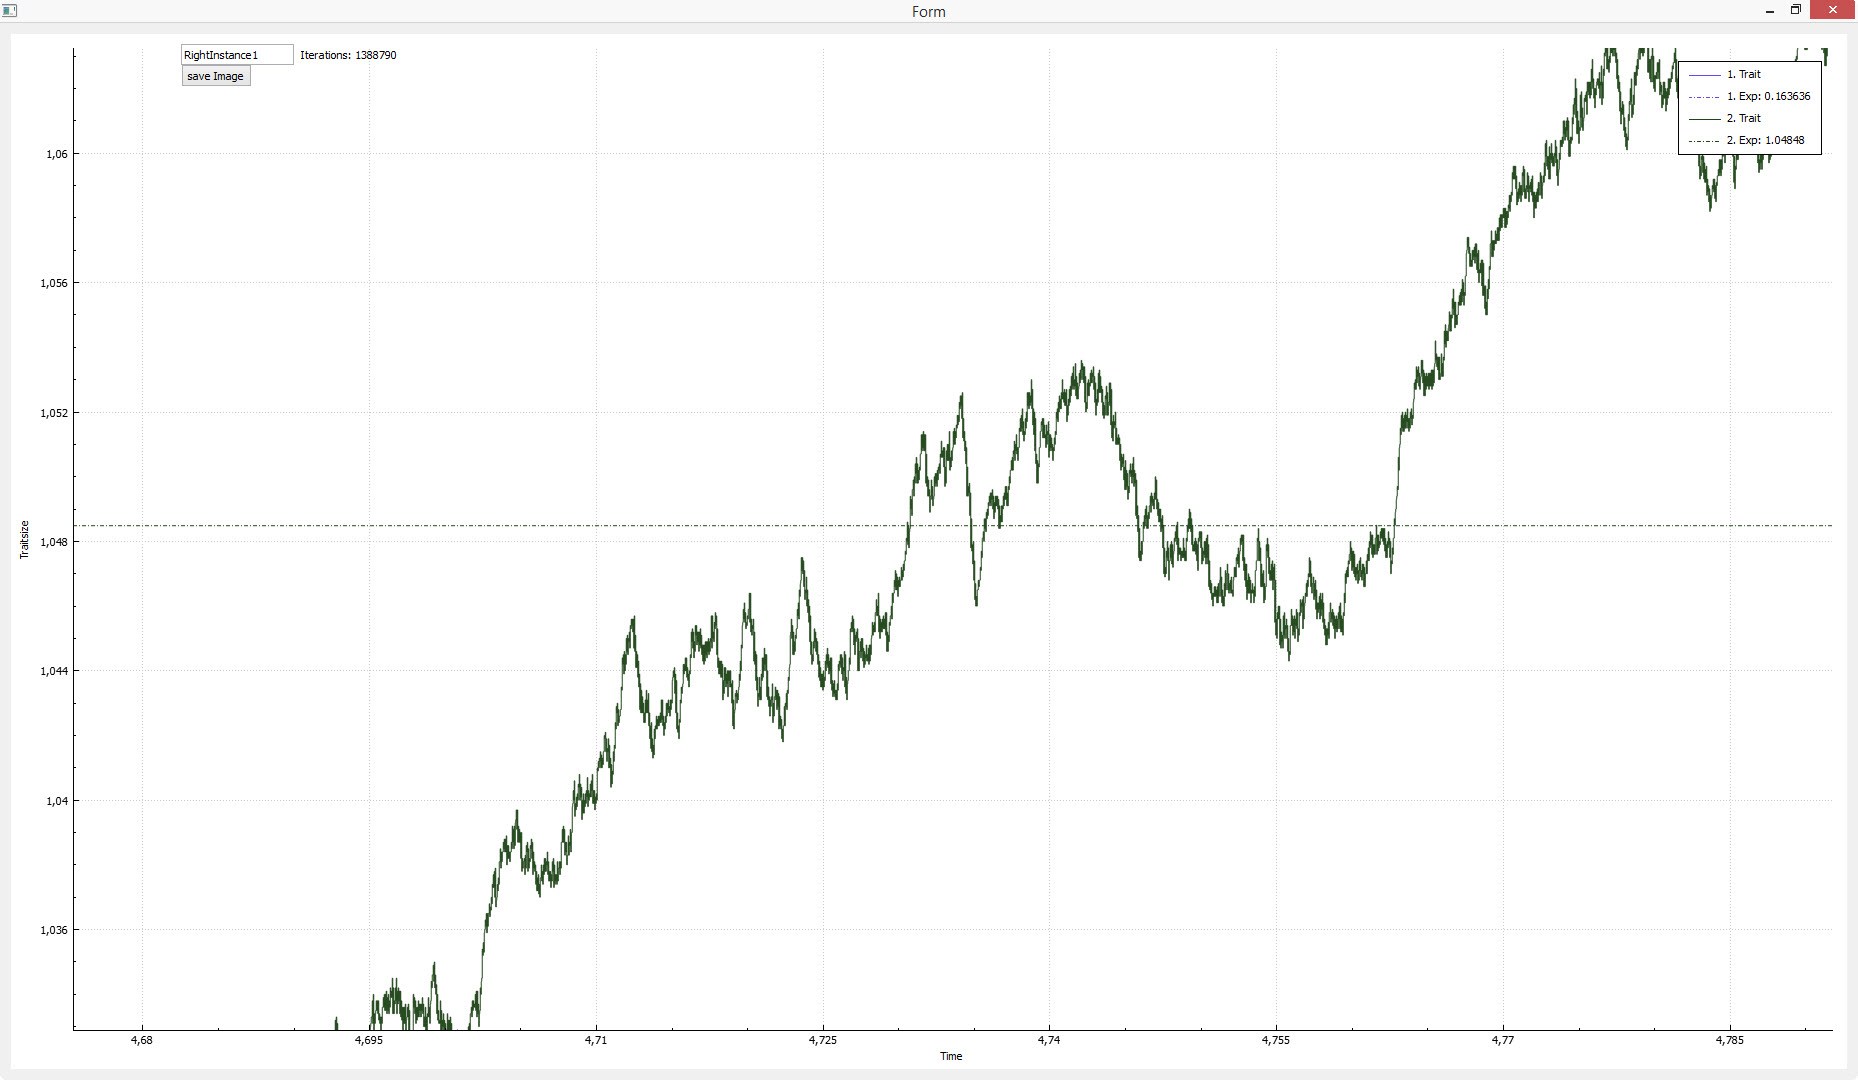 Form
RightInstance1 Iterations: 1388790
save Image
1. Trait
1. Exp: 0.163636
2. Trait
2. Exp: 1.04848
1,06
1,056
1,052
1,048
1,044
1,04
1,036
Traitsize
4,68 4,695 4,71 4,725 4,74 4,755 4,77 4,785
Time